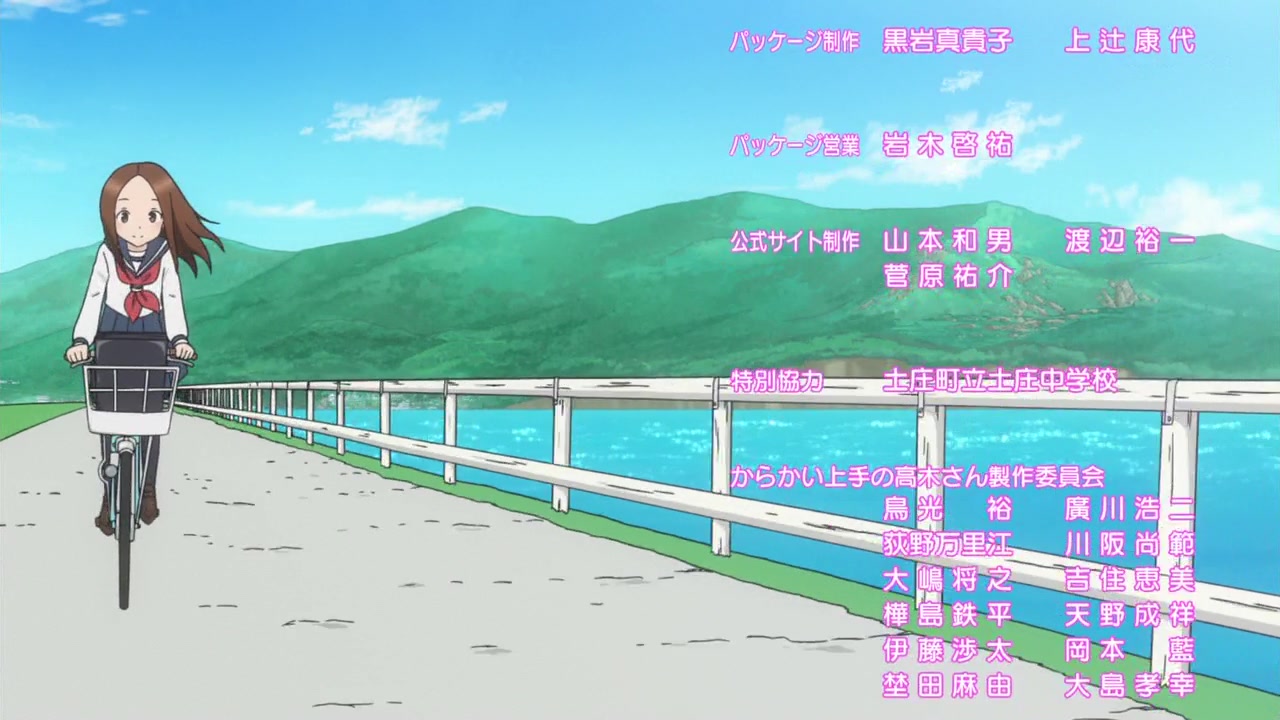 パッケージ制作 黒岩真貴子 上辻康代
パッケージ営業 岩木啓祐
公式サイト制作 山本和男 渡辺裕一
菅原祐介
特別協力 土庄町立土庄中学校
からかい上手の高木さん製作委員会
鳥光 裕 廣川浩二
荻野万里江 川阪尚範
大嶋将之 吉住恵美
樺島鉄平 天野成祥
伊藤渉太 岡本 藍
埜田麻由 大島孝幸